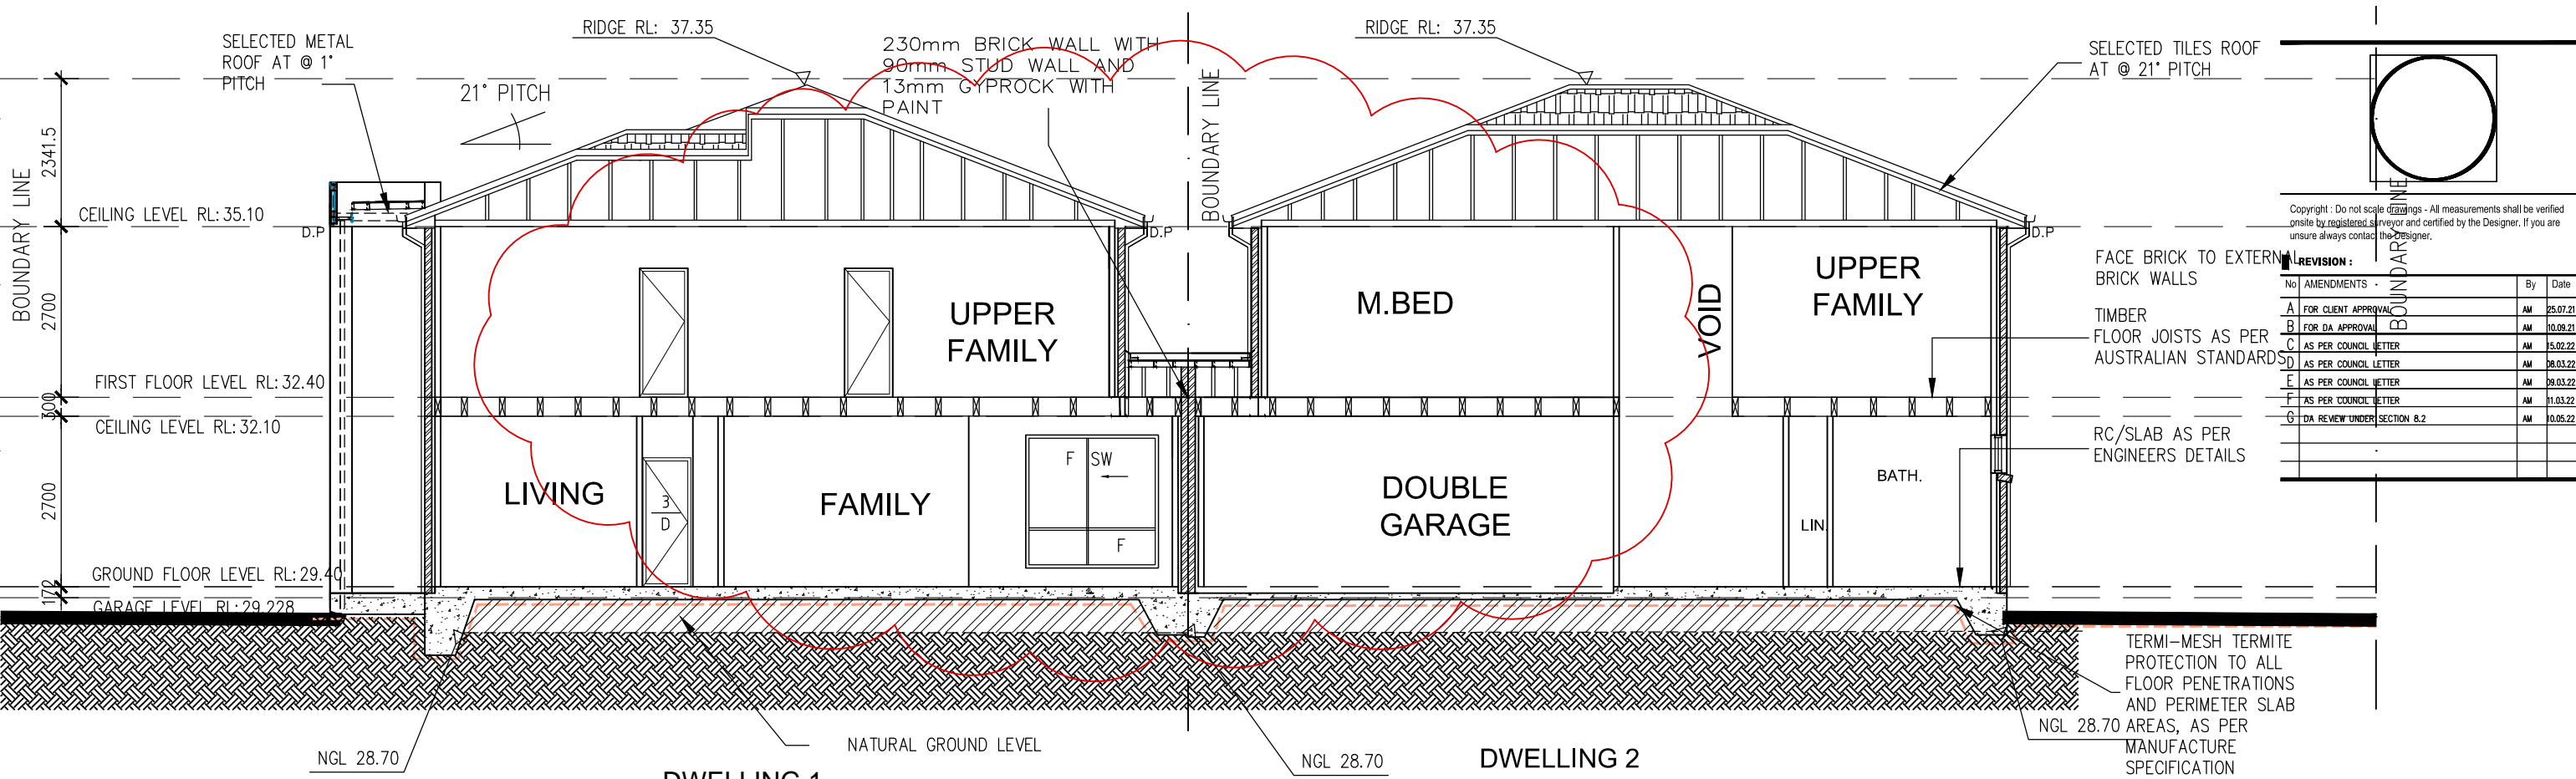 RIDGE RL: 37.35
RIDGE RL: 37.35
SELECTED METAL
ROOF AT @ 1°
PITCH
21° PITCH
230mm BRICK WALL WITH
90mm STUD WALL AND
13mm GYPROCK WITH
PAINT
BOUNDARY LINE
SELECTED TILES ROOF
AT @ 21° PITCH
BOUNDARY LINE
2341.5
2700
300
2700
172
CEILING LEVEL RL: 35.10
FIRST FLOOR LEVEL RL: 32.40
CEILING LEVEL RL: 32.10
GROUND FLOOR LEVEL RL: 29.40
GARAGE LEVEL RL: 29.228
D.P
D.P
D.P
UPPER
FAMILY
M.BED
VOID
UPPER
FAMILY
LIVING
3
D
FAMILY
F SW
F
DOUBLE
GARAGE
LIN.
BATH.
FACE BRICK TO EXTERNAL
BRICK WALLS
TIMBER
FLOOR JOISTS AS PER
AUSTRALIAN STANDARDS
RC/SLAB AS PER
ENGINEERS DETAILS
TERMI-MESH TERMITE
PROTECTION TO ALL
FLOOR PENETRATIONS
AND PERIMETER SLAB
AREAS, AS PER
MANUFACTURE
SPECIFICATION
NGL 28.70
NATURAL GROUND LEVEL
NGL 28.70
NGL 28.70
DWELLING 1
DWELLING 2
BOUNDARY LINE
Copyright : Do not scale drawings - All measurements shall be verified
onsite by registered surveyor and certified by the Designer. If you are
unsure always contact the Designer.
REVISION :
No AMENDMENTS By Date
A FOR CLIENT APPROVAL AM 25.07.21
B FOR DA APPROVAL AM 10.09.21
C AS PER COUNCIL LETTER AM 15.02.22
D AS PER COUNCIL LETTER AM 08.03.22
E AS PER COUNCIL LETTER AM 09.03.22
F AS PER COUNCIL LETTER AM 11.03.22
G DA REVIEW UNDER SECTION 8.2 AM 10.05.22